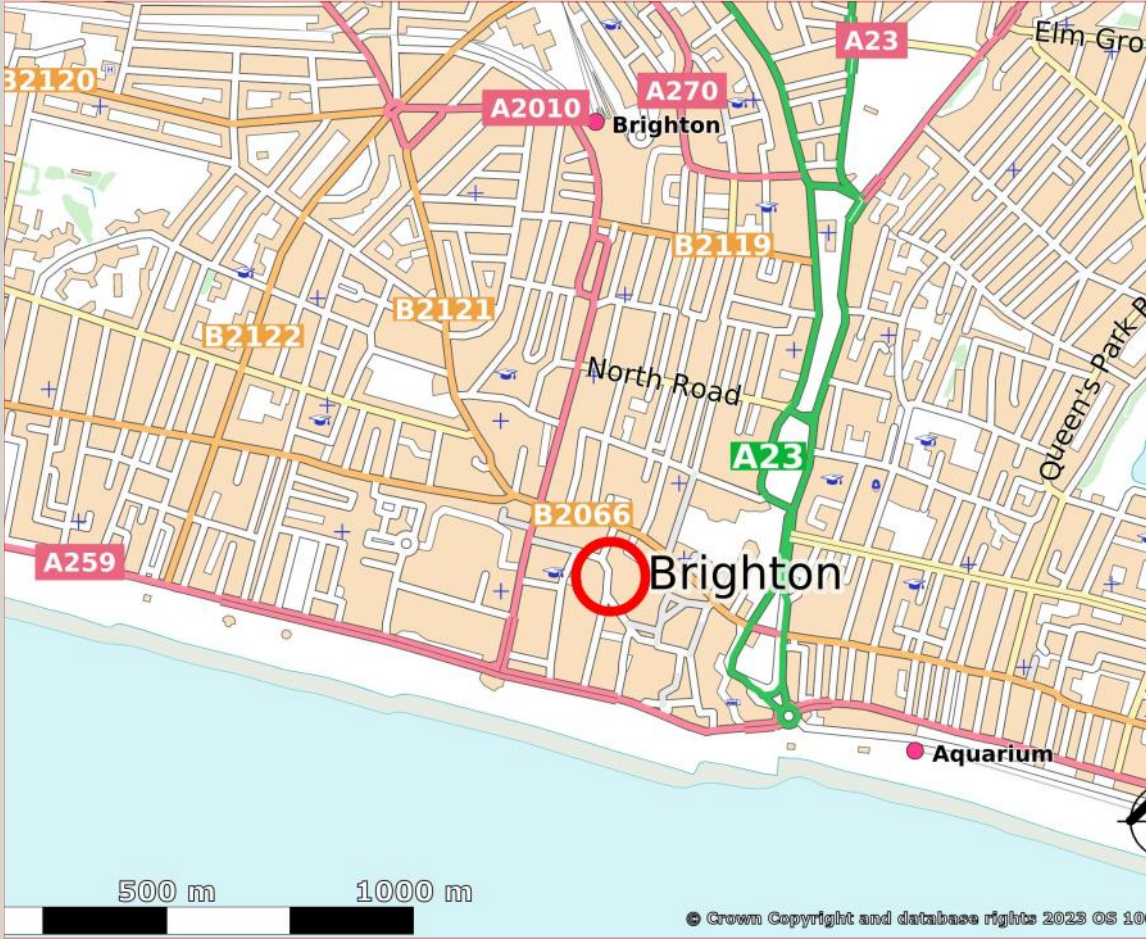 A23
Elm Gro
B2120
H
A270
A2010
Brighton
B2119
B2121
B2122
North Road
Queen's Park R
A23
B2066
A259
Brighton
Aquarium
500 m
1000 m
© Crown Copyright and database rights 2023 OS 100